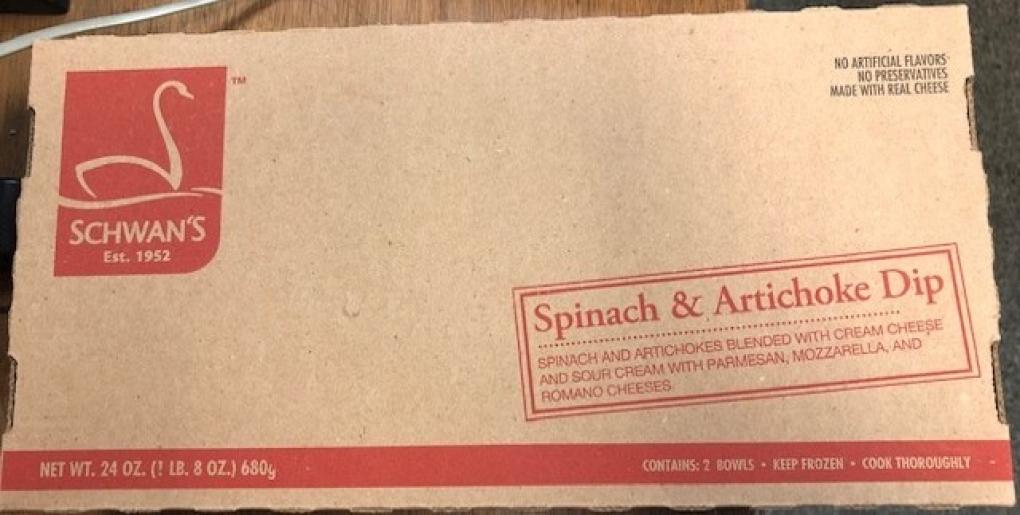 SCHWAN'S
Est. 1952
TM
NO ARTIFICIAL FLAVORS
NO PRESERVATIVES
MADE WITH REAL CHEESE
Spinach & Artichoke Dip
SPINACH AND ARTICHOKES BLENDED WITH CREAM CHEESE
AND SOUR CREAM WITH PARMESAN, MOZZARELLA, AND
ROMANO CHEESES
NET WT. 24 OZ. (1 LB. 8 OZ.) 680g
CONTAINS: 2 BOWLS • KEEP FROZEN • COOK THOROUGHLY